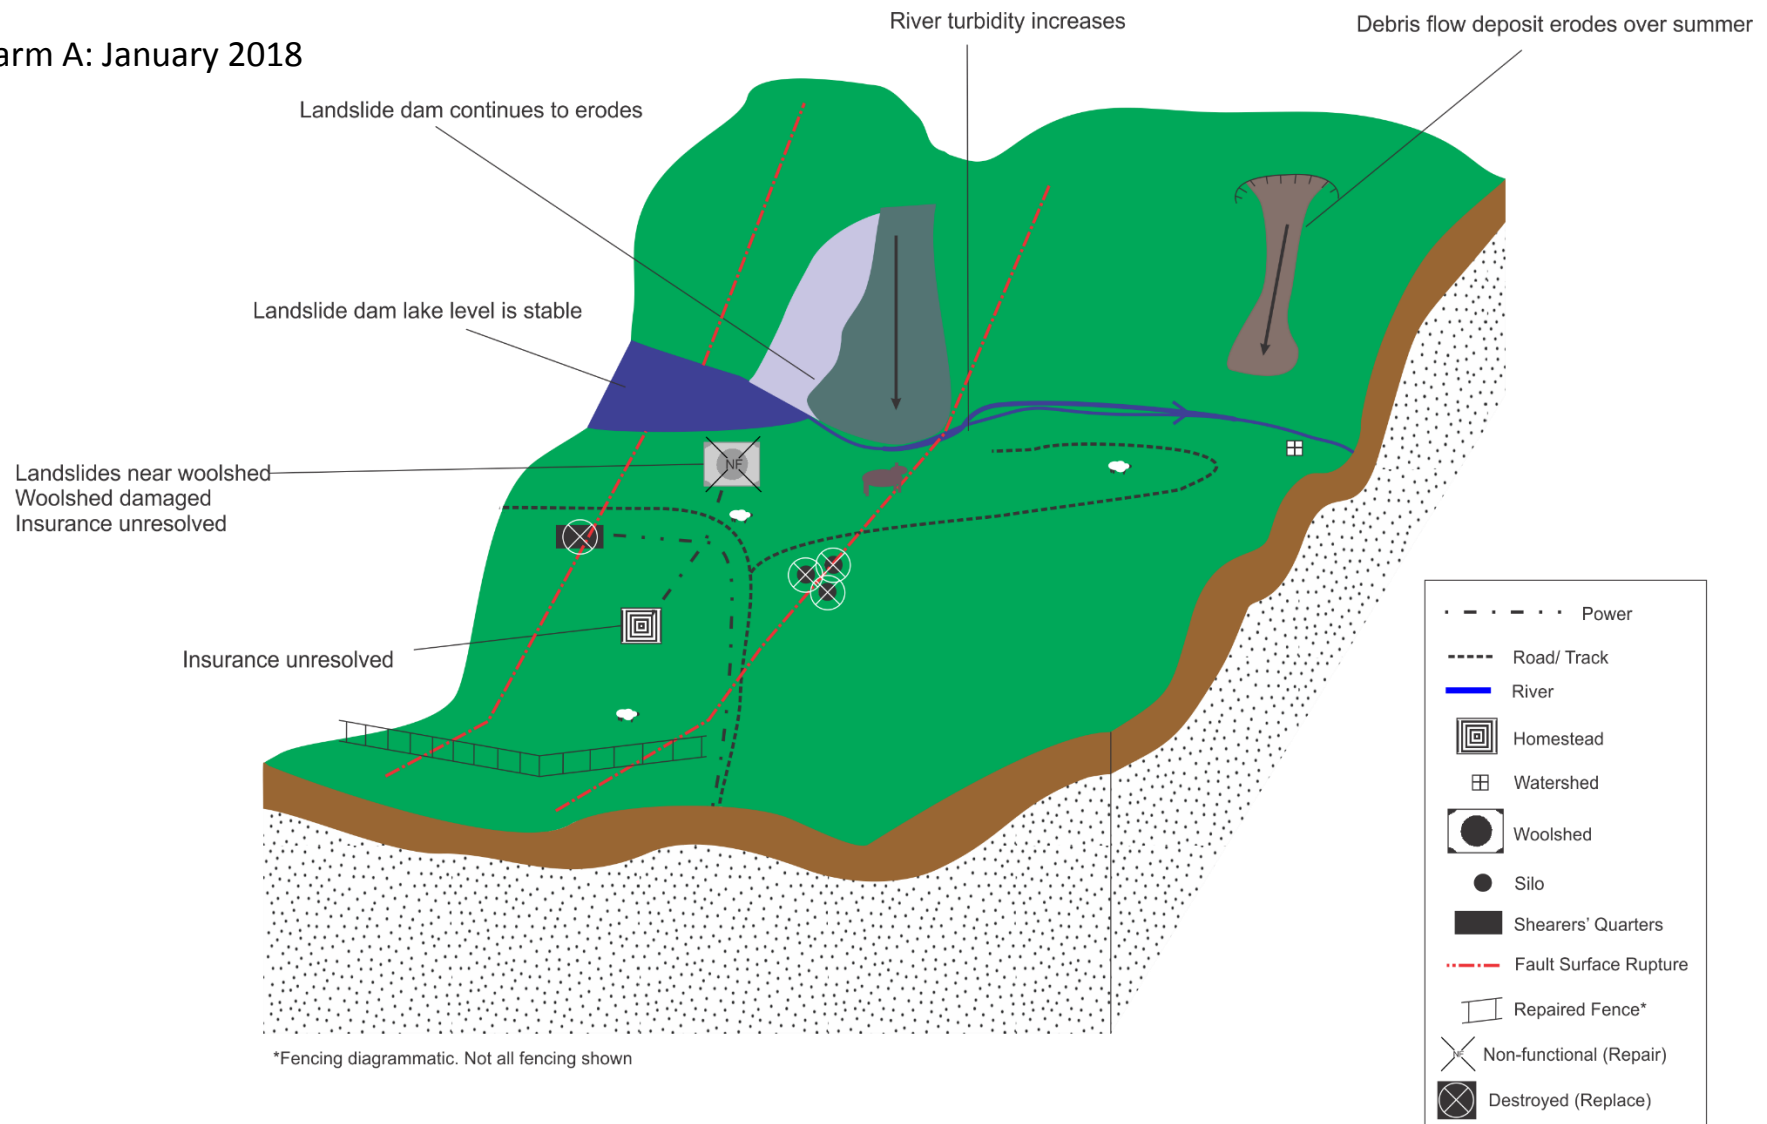 arm A: January 2018
River turbidity increases
Debris flow deposit erodes over summer
Landslide dam continues to erodes
Landslide dam lake level is stable
Landslides near woolshed
Woolshed damaged
Insurance unresolved
NF
Insurance unresolved
Power
Road/ Track
River
Homestead
Watershed
Woolshed
Silo
Shearers' Quarters
Fault Surface Rupture
Repaired Fence*
NF
Non-functional (Repair)
Destroyed (Replace)
*Fencing diagrammatic. Not all fencing shown